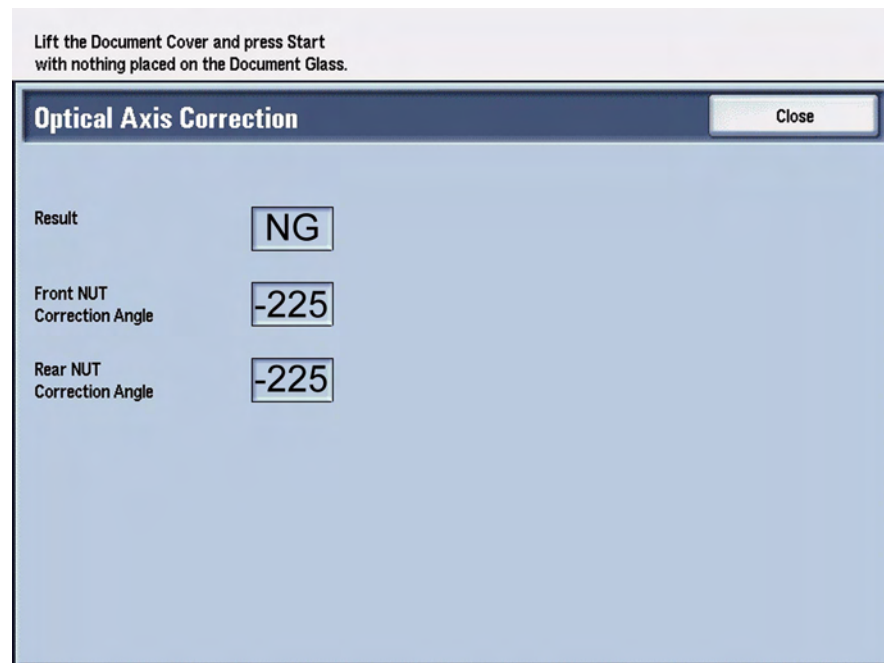 Lift the Document Cover and press Start
with nothing placed on the Document Glass.
Optical Axis Correction
Close
Result
NG
Front NUT
Correction Angle
-225
Rear NUT
Correction Angle
-225